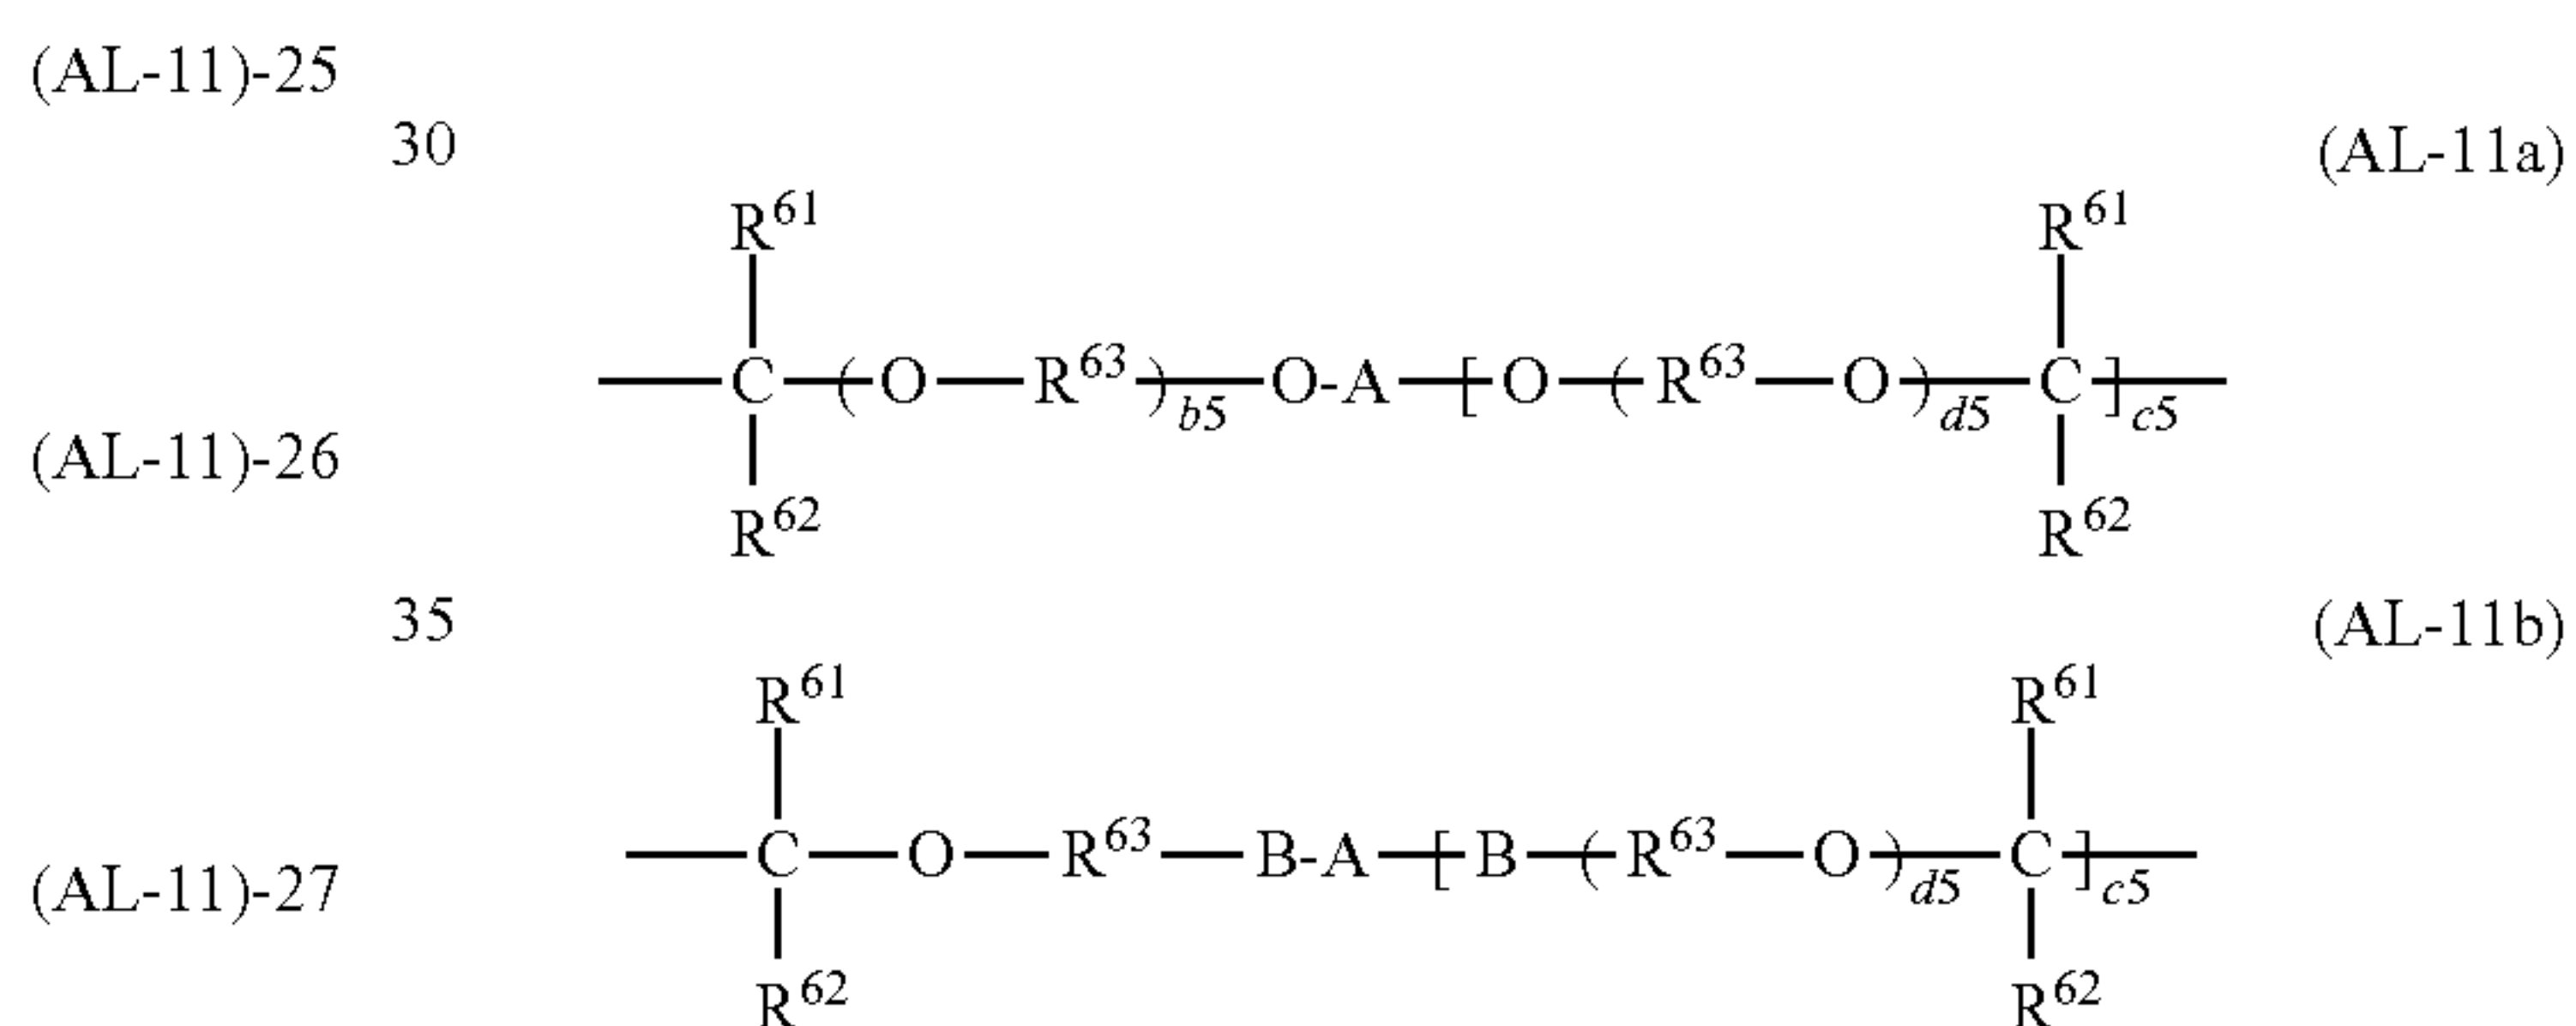 (AL-11)-25
30
(AL-11a)
R61 R61
C ( O R63 )b5 O-A [ O ( R63 O )d5 C ]c5
(AL-11)-26
R62 R62
35
(AL-11b)
R61 R61
C O R63 B-A [ B ( R63 O )d5 C ]c5
(AL-11)-27
R62 R62